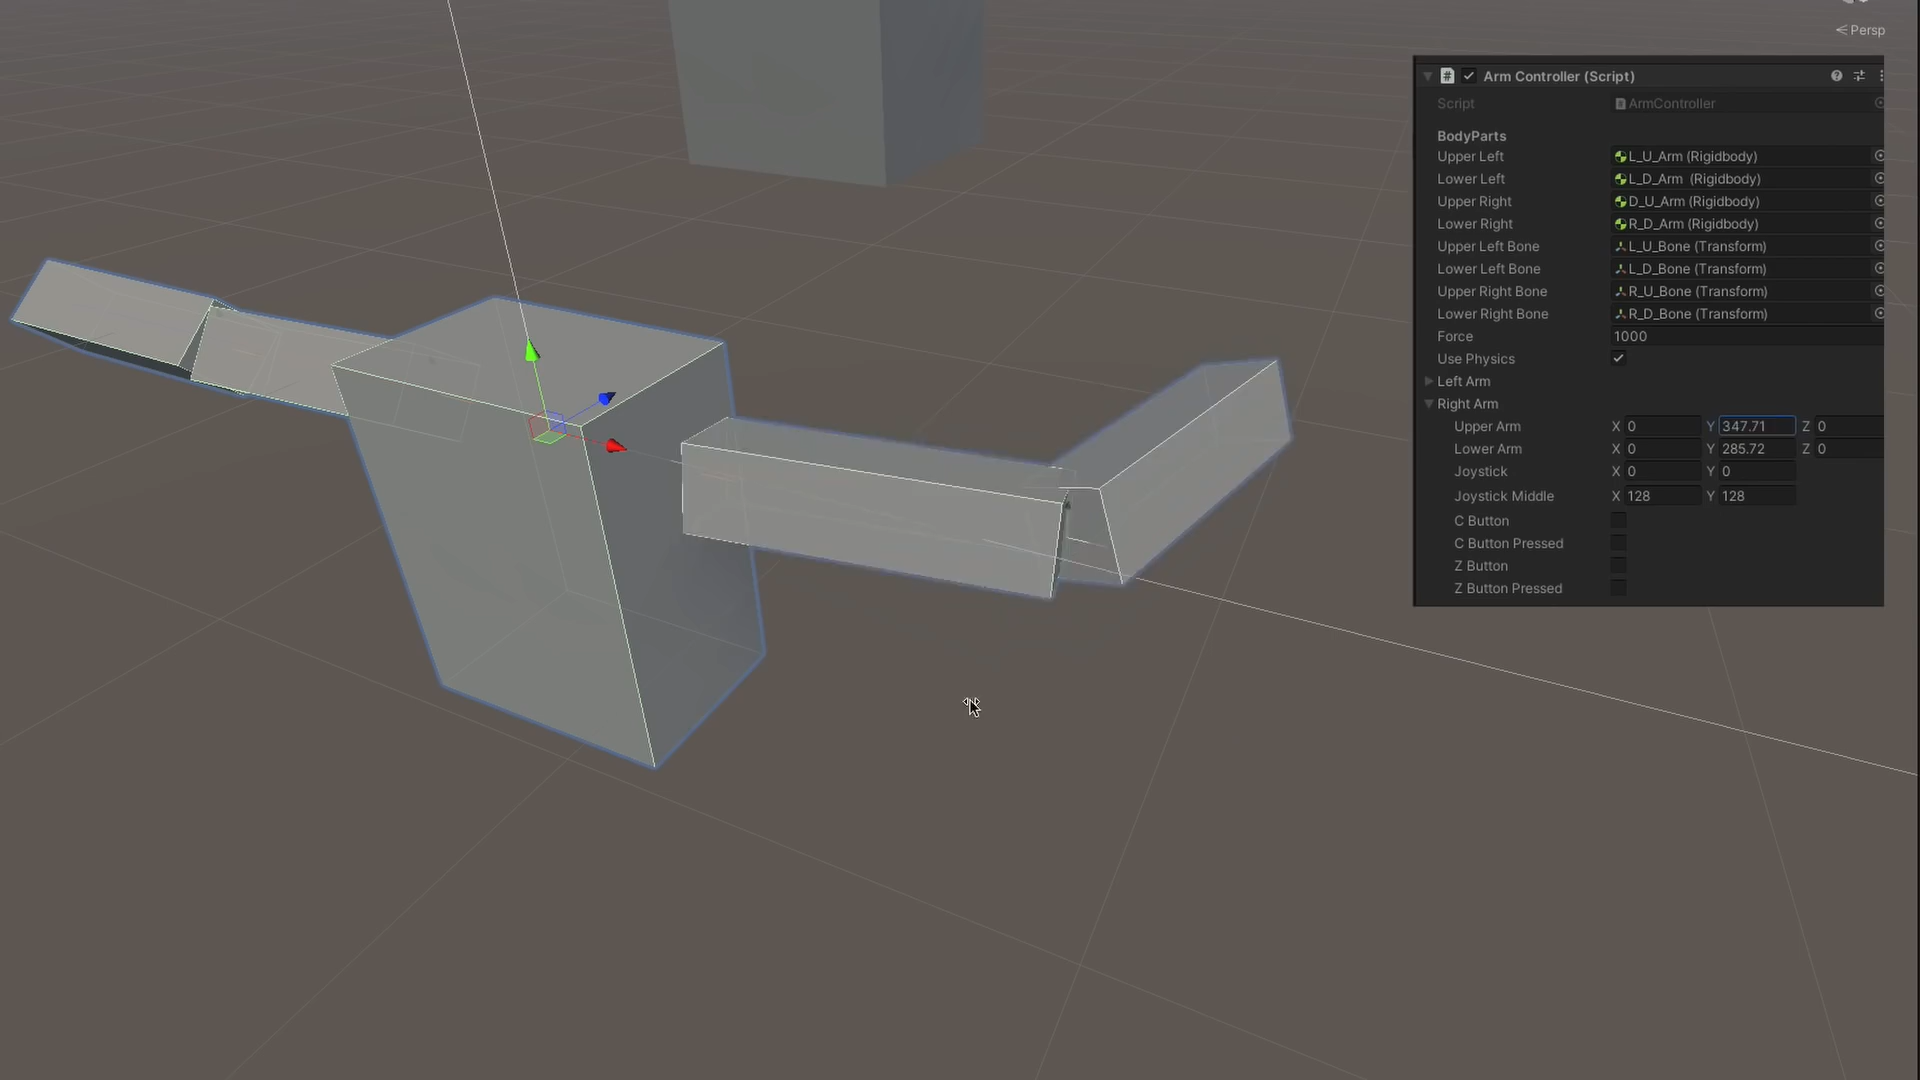 Persp
Arm Controller (Script)
Script ArmController
BodyParts
Upper Left L_U_Arm (Rigidbody)
Lower Left L_D_Arm (Rigidbody)
Upper Right D_U_Arm (Rigidbody)
Lower Right R_D_Arm (Rigidbody)
Upper Left Bone L_U_Bone (Transform)
Lower Left Bone L_D_Bone (Transform)
Upper Right Bone R_U_Bone (Transform)
Lower Right Bone R_D_Bone (Transform)
Force 1000
Use Physics
Left Arm
Right Arm
Upper Arm X 0 Y 347.71 Z 0
Lower Arm X 0 Y 285.72 Z 0
Joystick X 0 Y 0
Joystick Middle X 128 Y 128
C Button
C Button Pressed
Z Button
Z Button Pressed